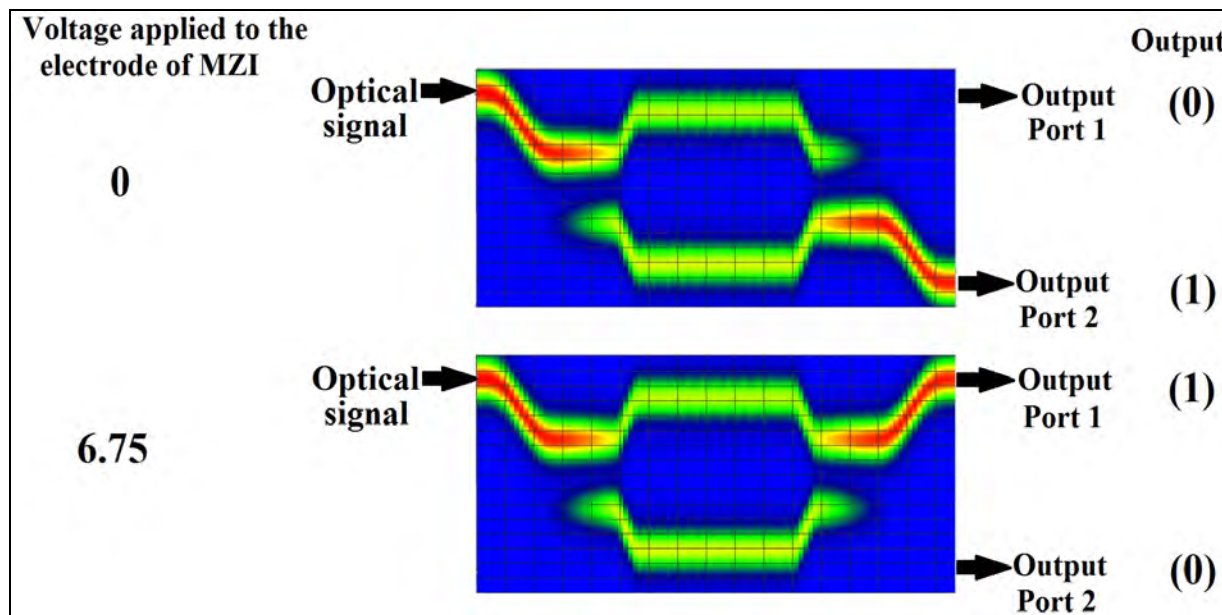 Voltage applied to the
electrode of MZI
Output
Optical
signal
Output
Port 1
(0)
0
Output
Port 2
(1)
Optical
signal
Output
Port 1
(1)
6.75
Output
Port 2
(0)